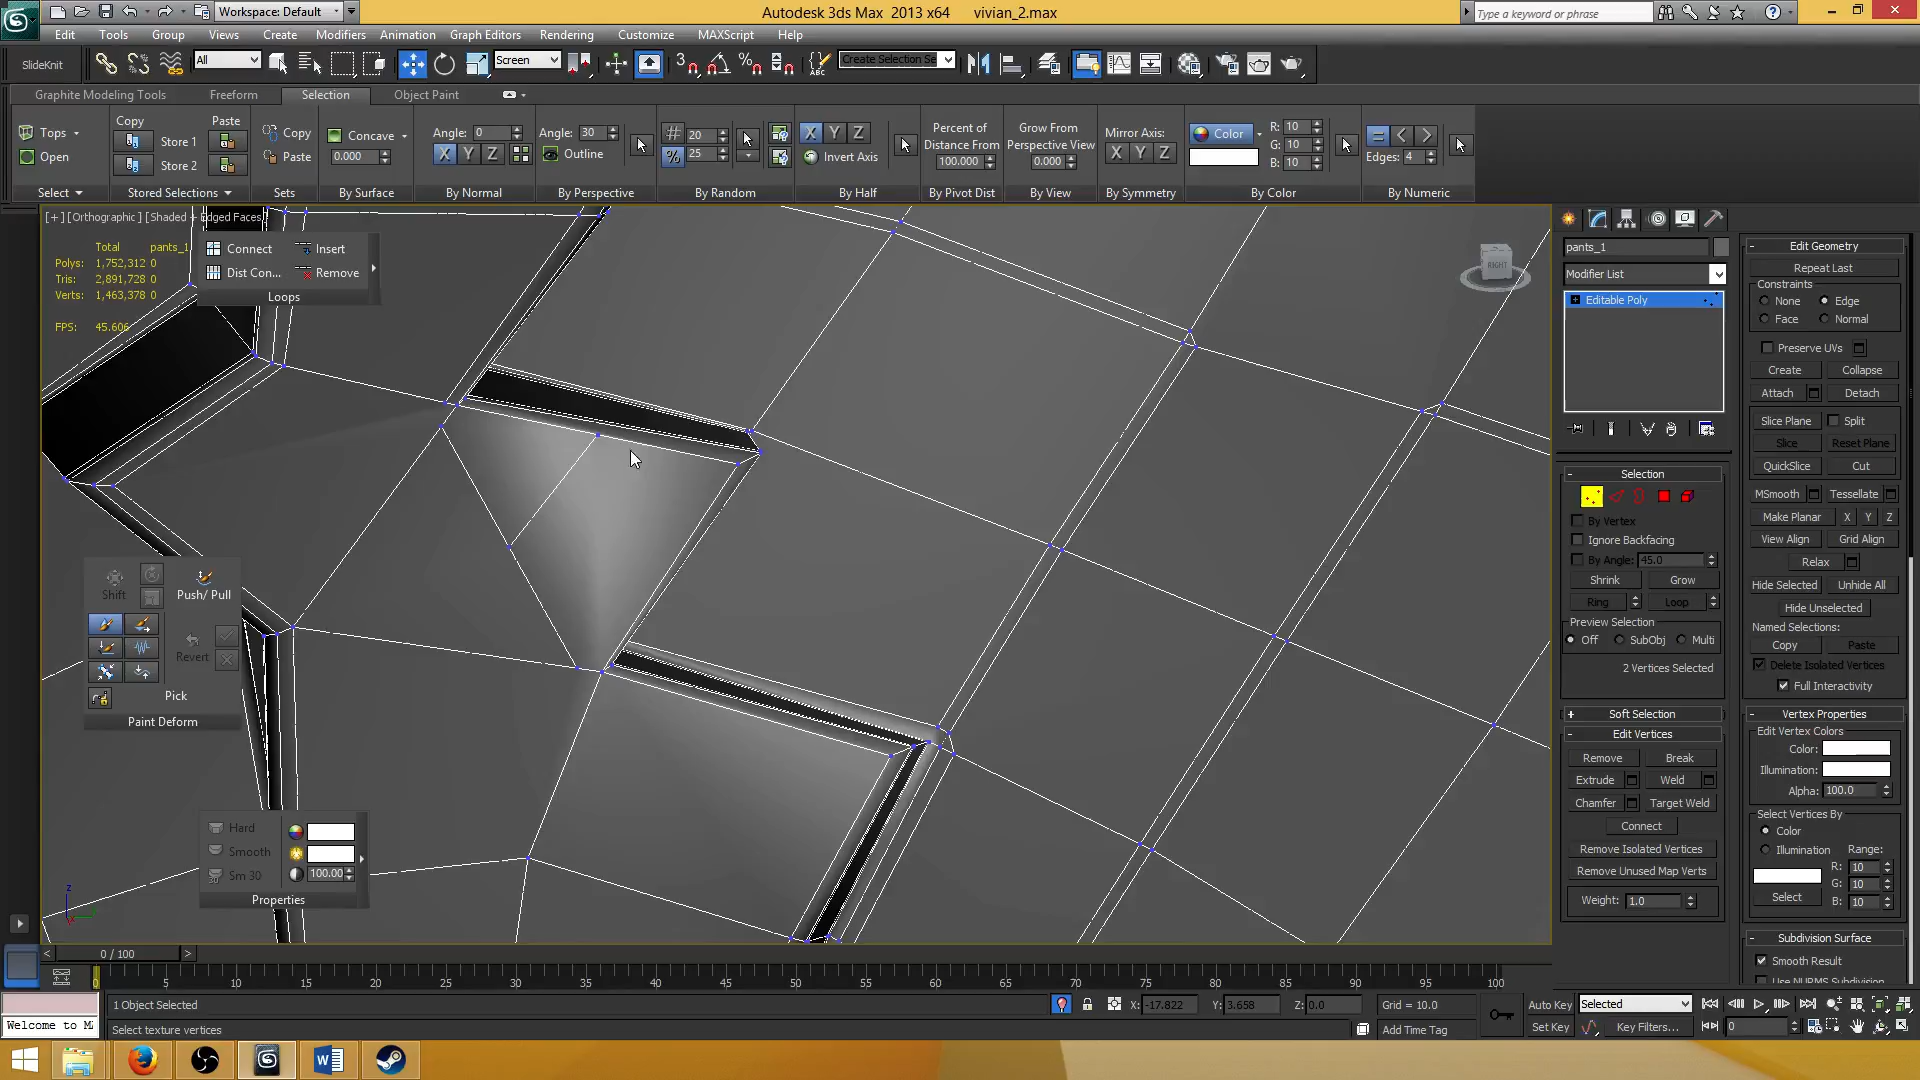 Workspace: Default
Autodesk 3ds Max 2013 x64 vivian_2.max
Type a keyword or phrase
Edit Tools Group Views Create Modifiers Animation Graph Editors Rendering Customize MAXScript Help
SlideKnit
All
Screen
Create Selection Se
Graphite Modeling Tools Freeform Selection Object Paint
Tops
Open
Select
Copy Paste
Store 1
Store 2
Stored Selections
Copy
Paste
Sets
Concave
0.000
By Surface
Angle: 0
X Y Z
By Normal
Angle: 30
Outline
By Perspective
20
25
By Random
X Y Z
Invert Axis
By Half
Percent of
Distance From
100.000
By Pivot Dist
Grow From
Perspective View
0.000
By View
Mirror Axis:
X Y Z
By Symmetry
Color
R: 10
G: 10
B: 10
By Color
Edges: 4
By Numeric
[+] [Orthographic] [Shaded + Edged Faces]
Total pants_1
Polys: 1,752,312 0
Tris: 2,891,728 0
Verts: 1,463,378 0
FPS: 45.606
Connect Insert
Dist Con... Remove
Loops
RIGHT
Shift
Push/ Pull
Revert
Pick
Paint Deform
Hard
Smooth
Sm 30
100.00
Properties
z
pants_1
Modifier List
Editable Poly
Selection
By Vertex
Ignore Backfacing
By Angle: 45.0
Shrink Grow
Ring Loop
Preview Selection
Off SubObj Multi
2 Vertices Selected
Soft Selection
Edit Vertices
Remove Break
Extrude Weld
Chamfer Target Weld
Connect
Remove Isolated Vertices
Remove Unused Map Verts
Weight: 1.0
Edit Geometry
Repeat Last
Constraints
None Edge
Face Normal
Preserve UVs
Create Collapse
Attach Detach
Slice Plane Split
Slice Reset Plane
QuickSlice Cut
MSmooth Tessellate
Make Planar X Y Z
View Align Grid Align
Relax
Hide Selected Unhide All
Hide Unselected
Named Selections:
Copy Paste
Delete Isolated Vertices
Full Interactivity
Vertex Properties
Edit Vertex Colors
Color:
Illumination:
Alpha: 100.0
Select Vertices By
Color
Illumination Range:
R: 10
G: 10
B: 10
Select
Subdivision Surface
Smooth Result
Use NURMS Subdivision
0 / 100
0 5 10 15 20 25 30 35 40 45 50 55 60 65 70 75 80 85 90 95 100
1 Object Selected
X: -17.822 Y: 3.658 Z: 0.0
Grid = 10.0
Auto Key Selected
Welcome to M
Select texture vertices
Add Time Tag
Set Key Key Filters...
0